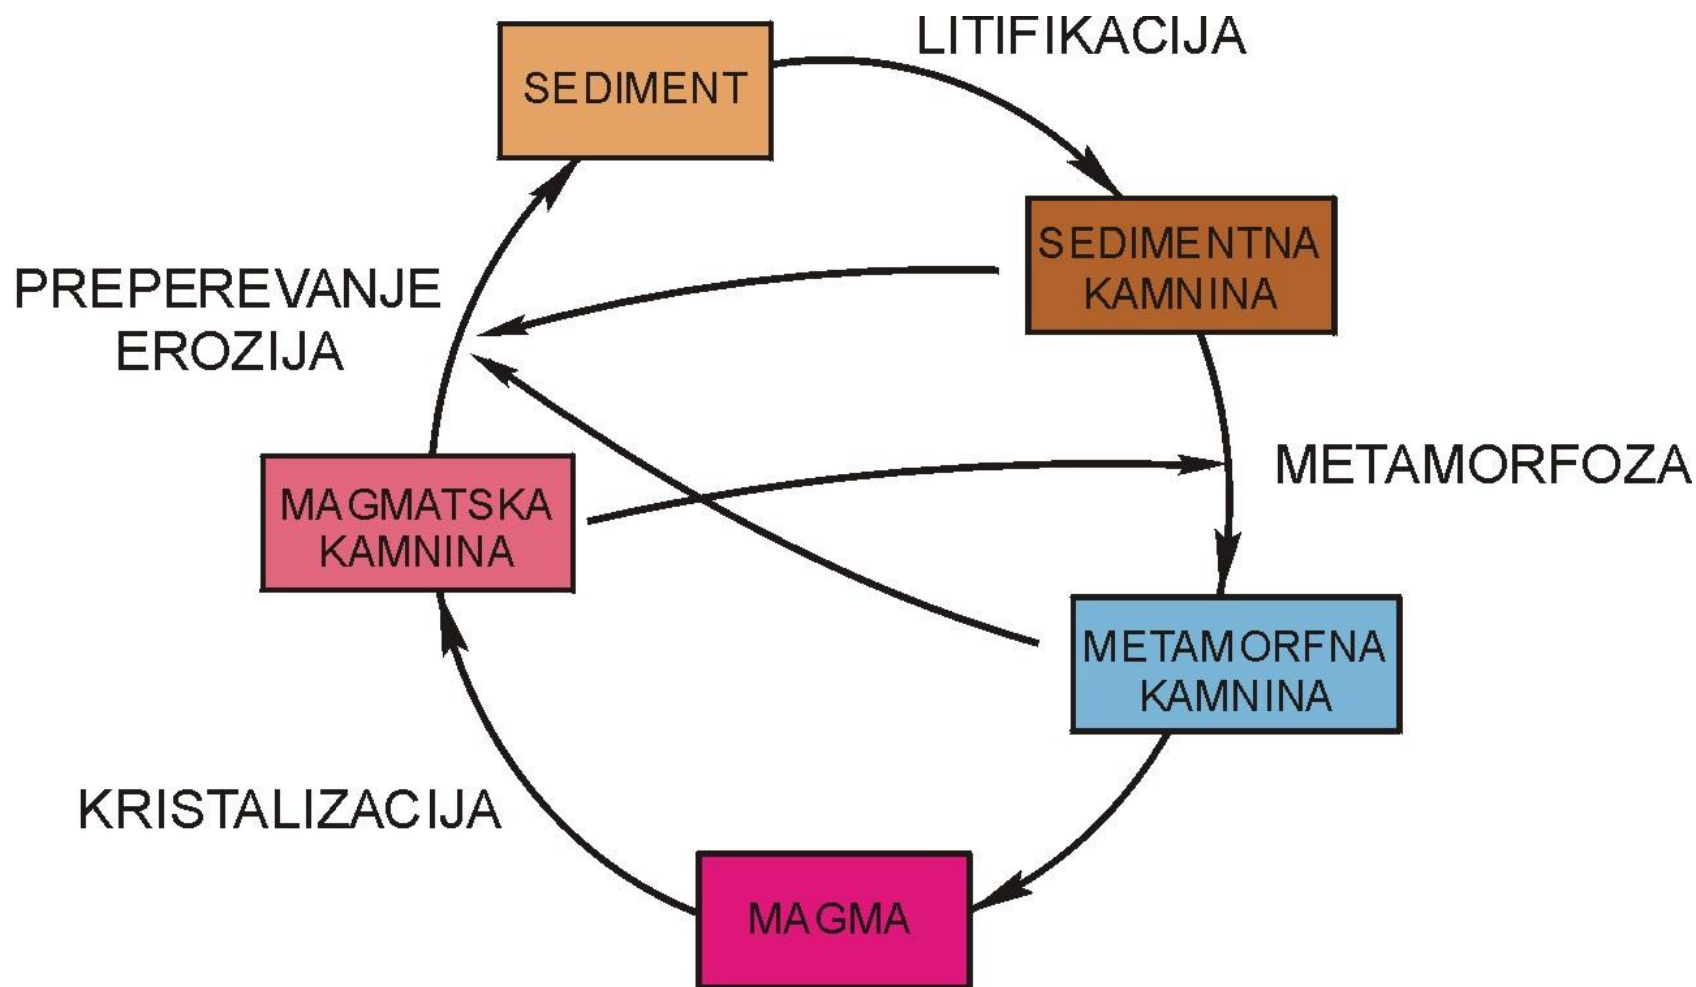 LITIFIKACIJA
SEDIMENT
SEDIMENTNA
KAMNINA
PREPEREVANJE
EROZIJA
METAMORFOZA
MAGMATSKA
KAMNINA
METAMORFNA
KAMNINA
KRISTALIZACIJA
MAGMA